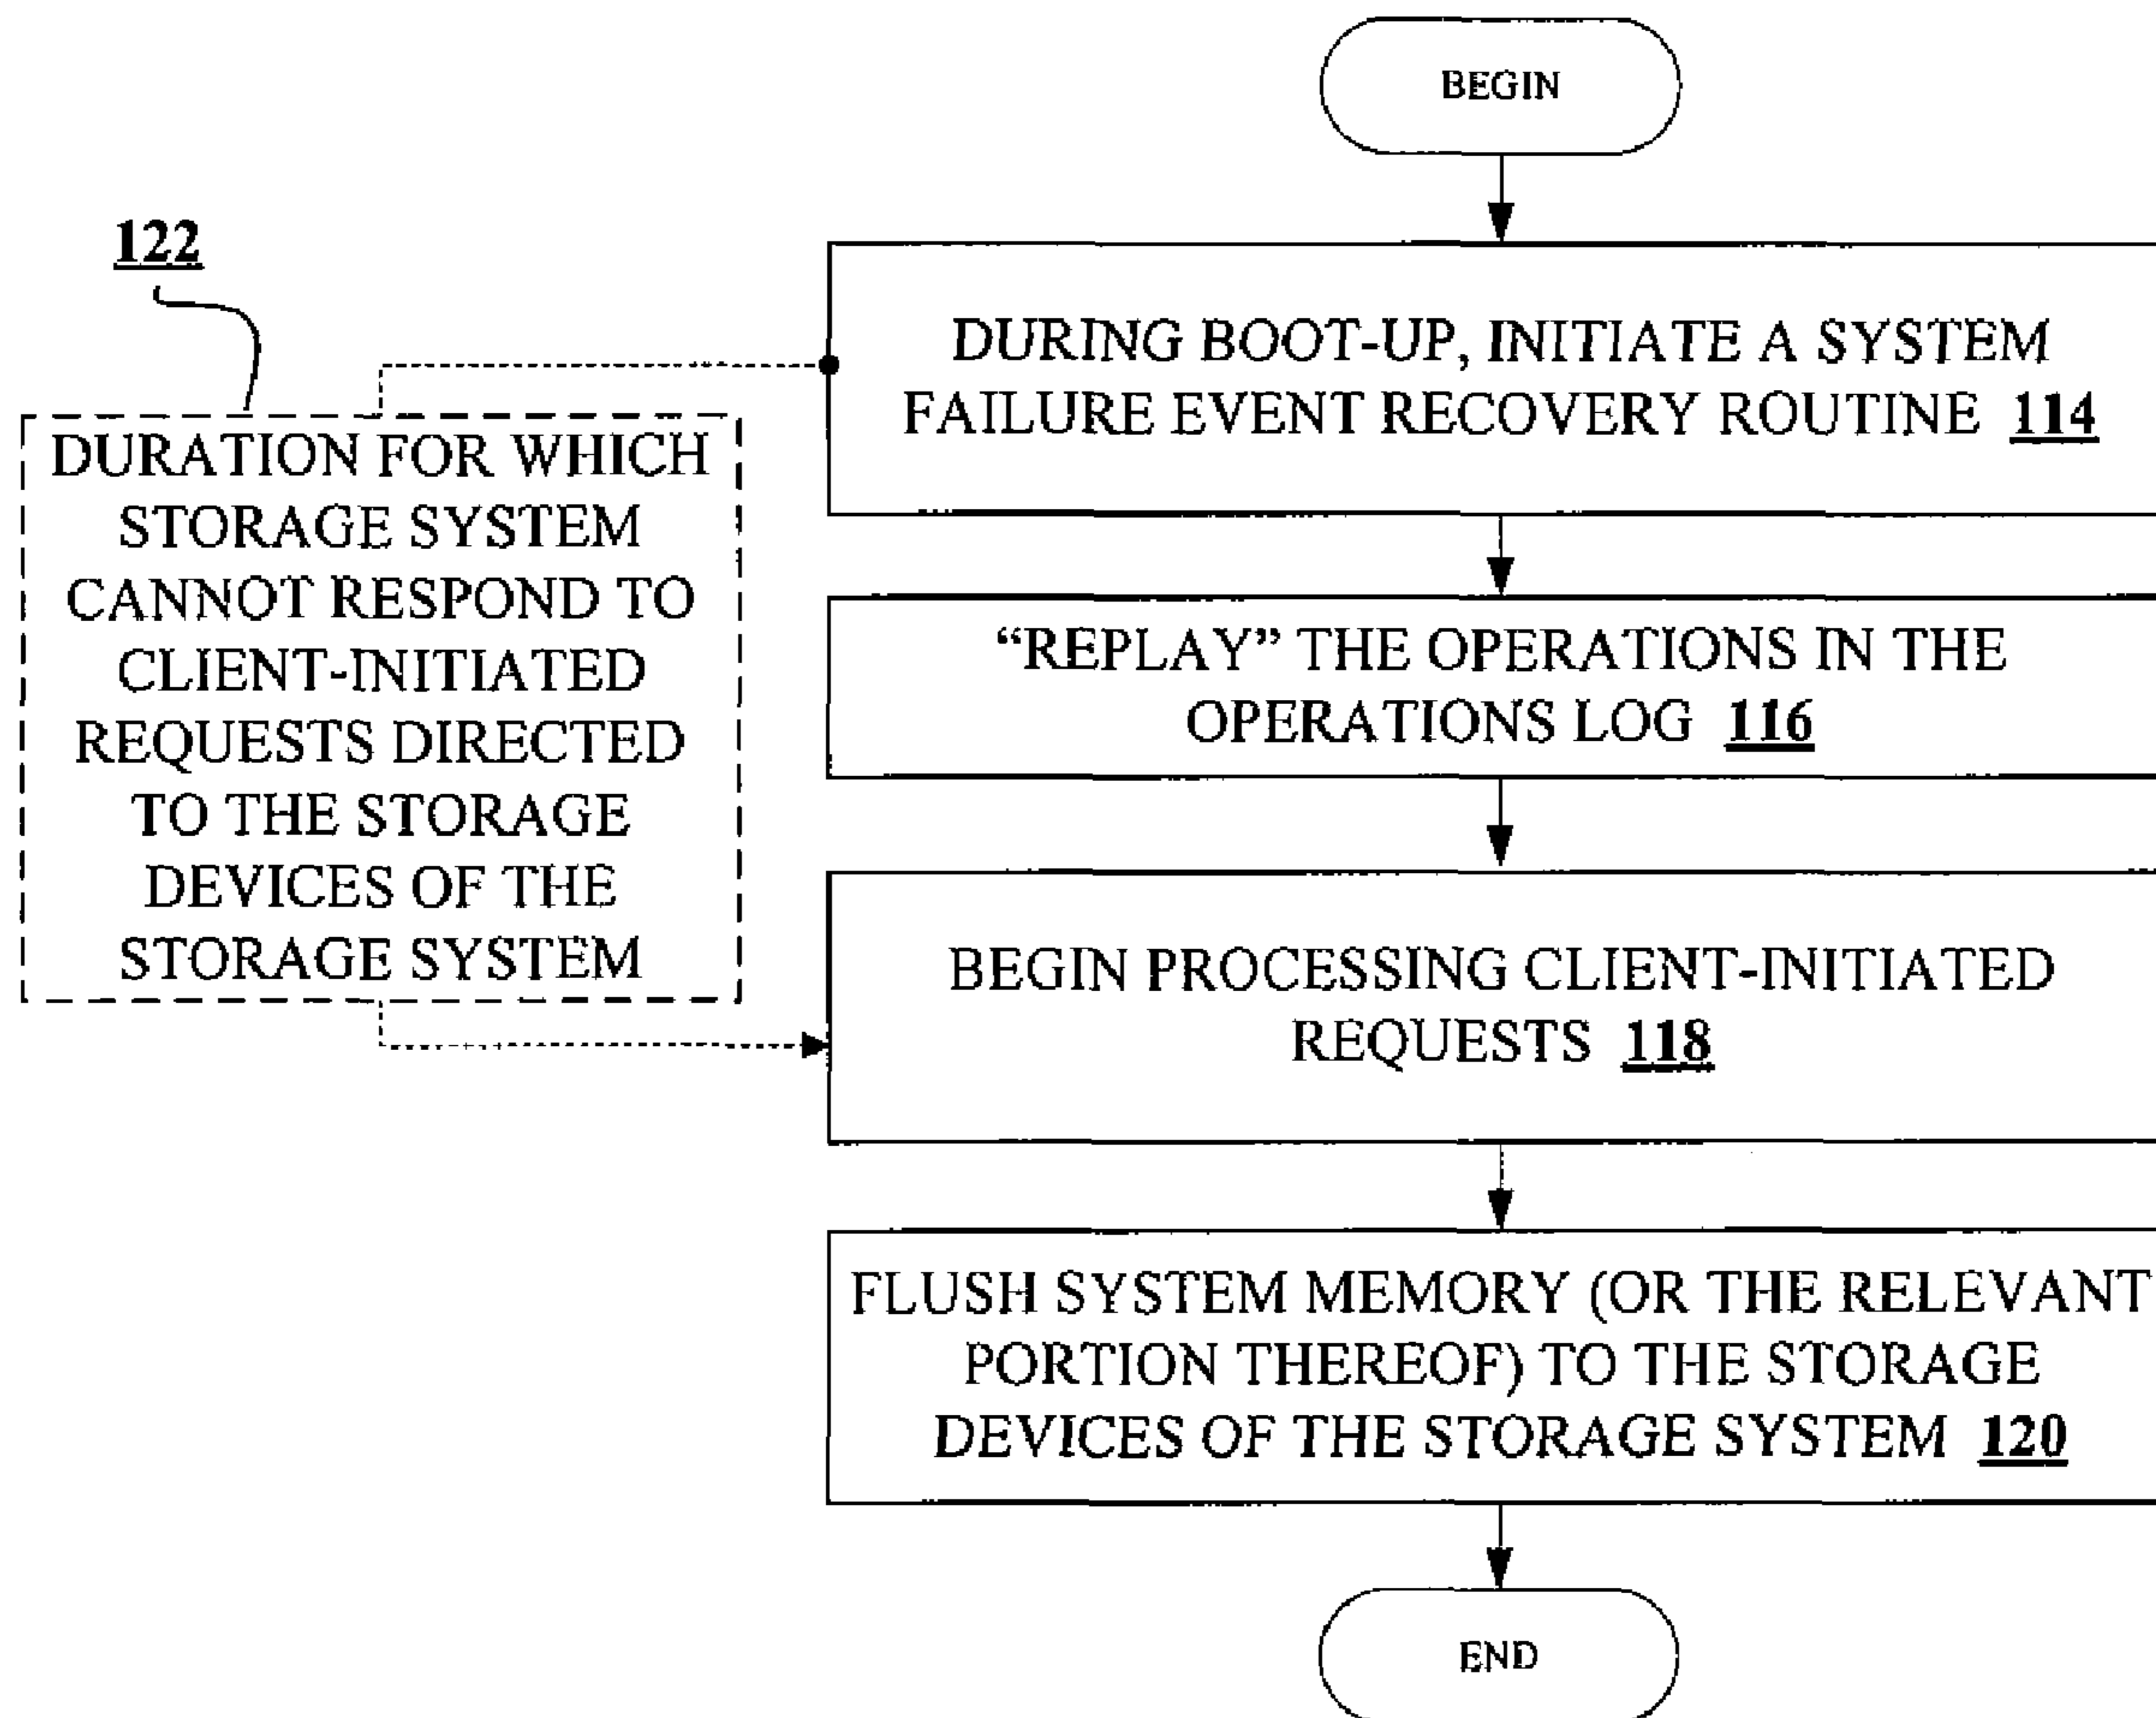 BEGIN
122
DURING BOOT-UP, INITIATE A SYSTEM
FAILURE EVENT RECOVERY ROUTINE 114
DURATION FOR WHICH
STORAGE SYSTEM
CANNOT RESPOND TO
CLIENT-INITIATED
REQUESTS DIRECTED
TO THE STORAGE
DEVICES OF THE
STORAGE SYSTEM
“REPLAY” THE OPERATIONS IN THE
OPERATIONS LOG 116
BEGIN PROCESSING CLIENT-INITIATED
REQUESTS 118
FLUSH SYSTEM MEMORY (OR THE RELEVANT
PORTION THEREOF) TO THE STORAGE
DEVICES OF THE STORAGE SYSTEM 120
END